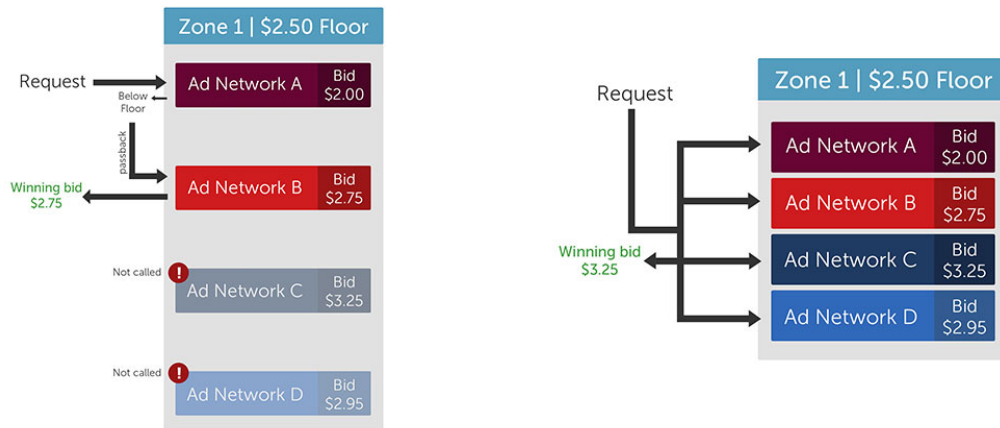 Zone 1 | $2.50 Floor
Request
Ad Network A
Bid
$2.00
Below
Floor
passback
Ad Network B
Bid
$2.75
Winning bid
$2.75
Not called
!
Ad Network C
Bid
$3.25
Not called
!
Ad Network D
Bid
$2.95
Zone 1 | $2.50 Floor
Request
Ad Network A
Bid
$2.00
Ad Network B
Bid
$2.75
Winning bid
$3.25
Ad Network C
Bid
$3.25
Ad Network D
Bid
$2.95